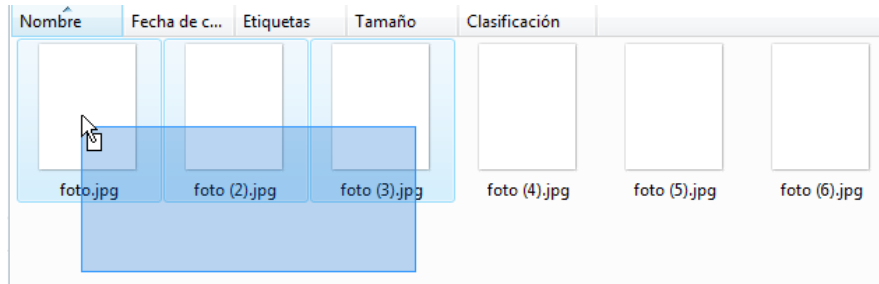 Nombre Fecha de c... Etiquetas Tamaño Clasificación
foto.jpg foto (2).jpg foto (3).jpg foto (4).jpg foto (5).jpg foto (6).jpg